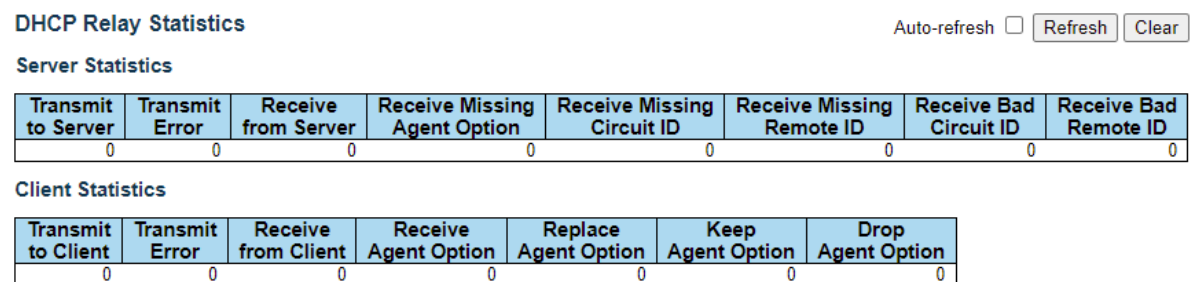 DHCP Relay Statistics
Auto-refresh Refresh Clear
Server Statistics
Transmit to Server Transmit Error Receive from Server Receive Missing Agent Option Receive Missing Circuit ID Receive Missing Remote ID Receive Bad Circuit ID Receive Bad Remote ID
0 0 0 0 0 0 0 0
Client Statistics
Transmit to Client Transmit Error Receive from Client Receive Agent Option Replace Agent Option Keep Agent Option Drop Agent Option
0 0 0 0 0 0 0